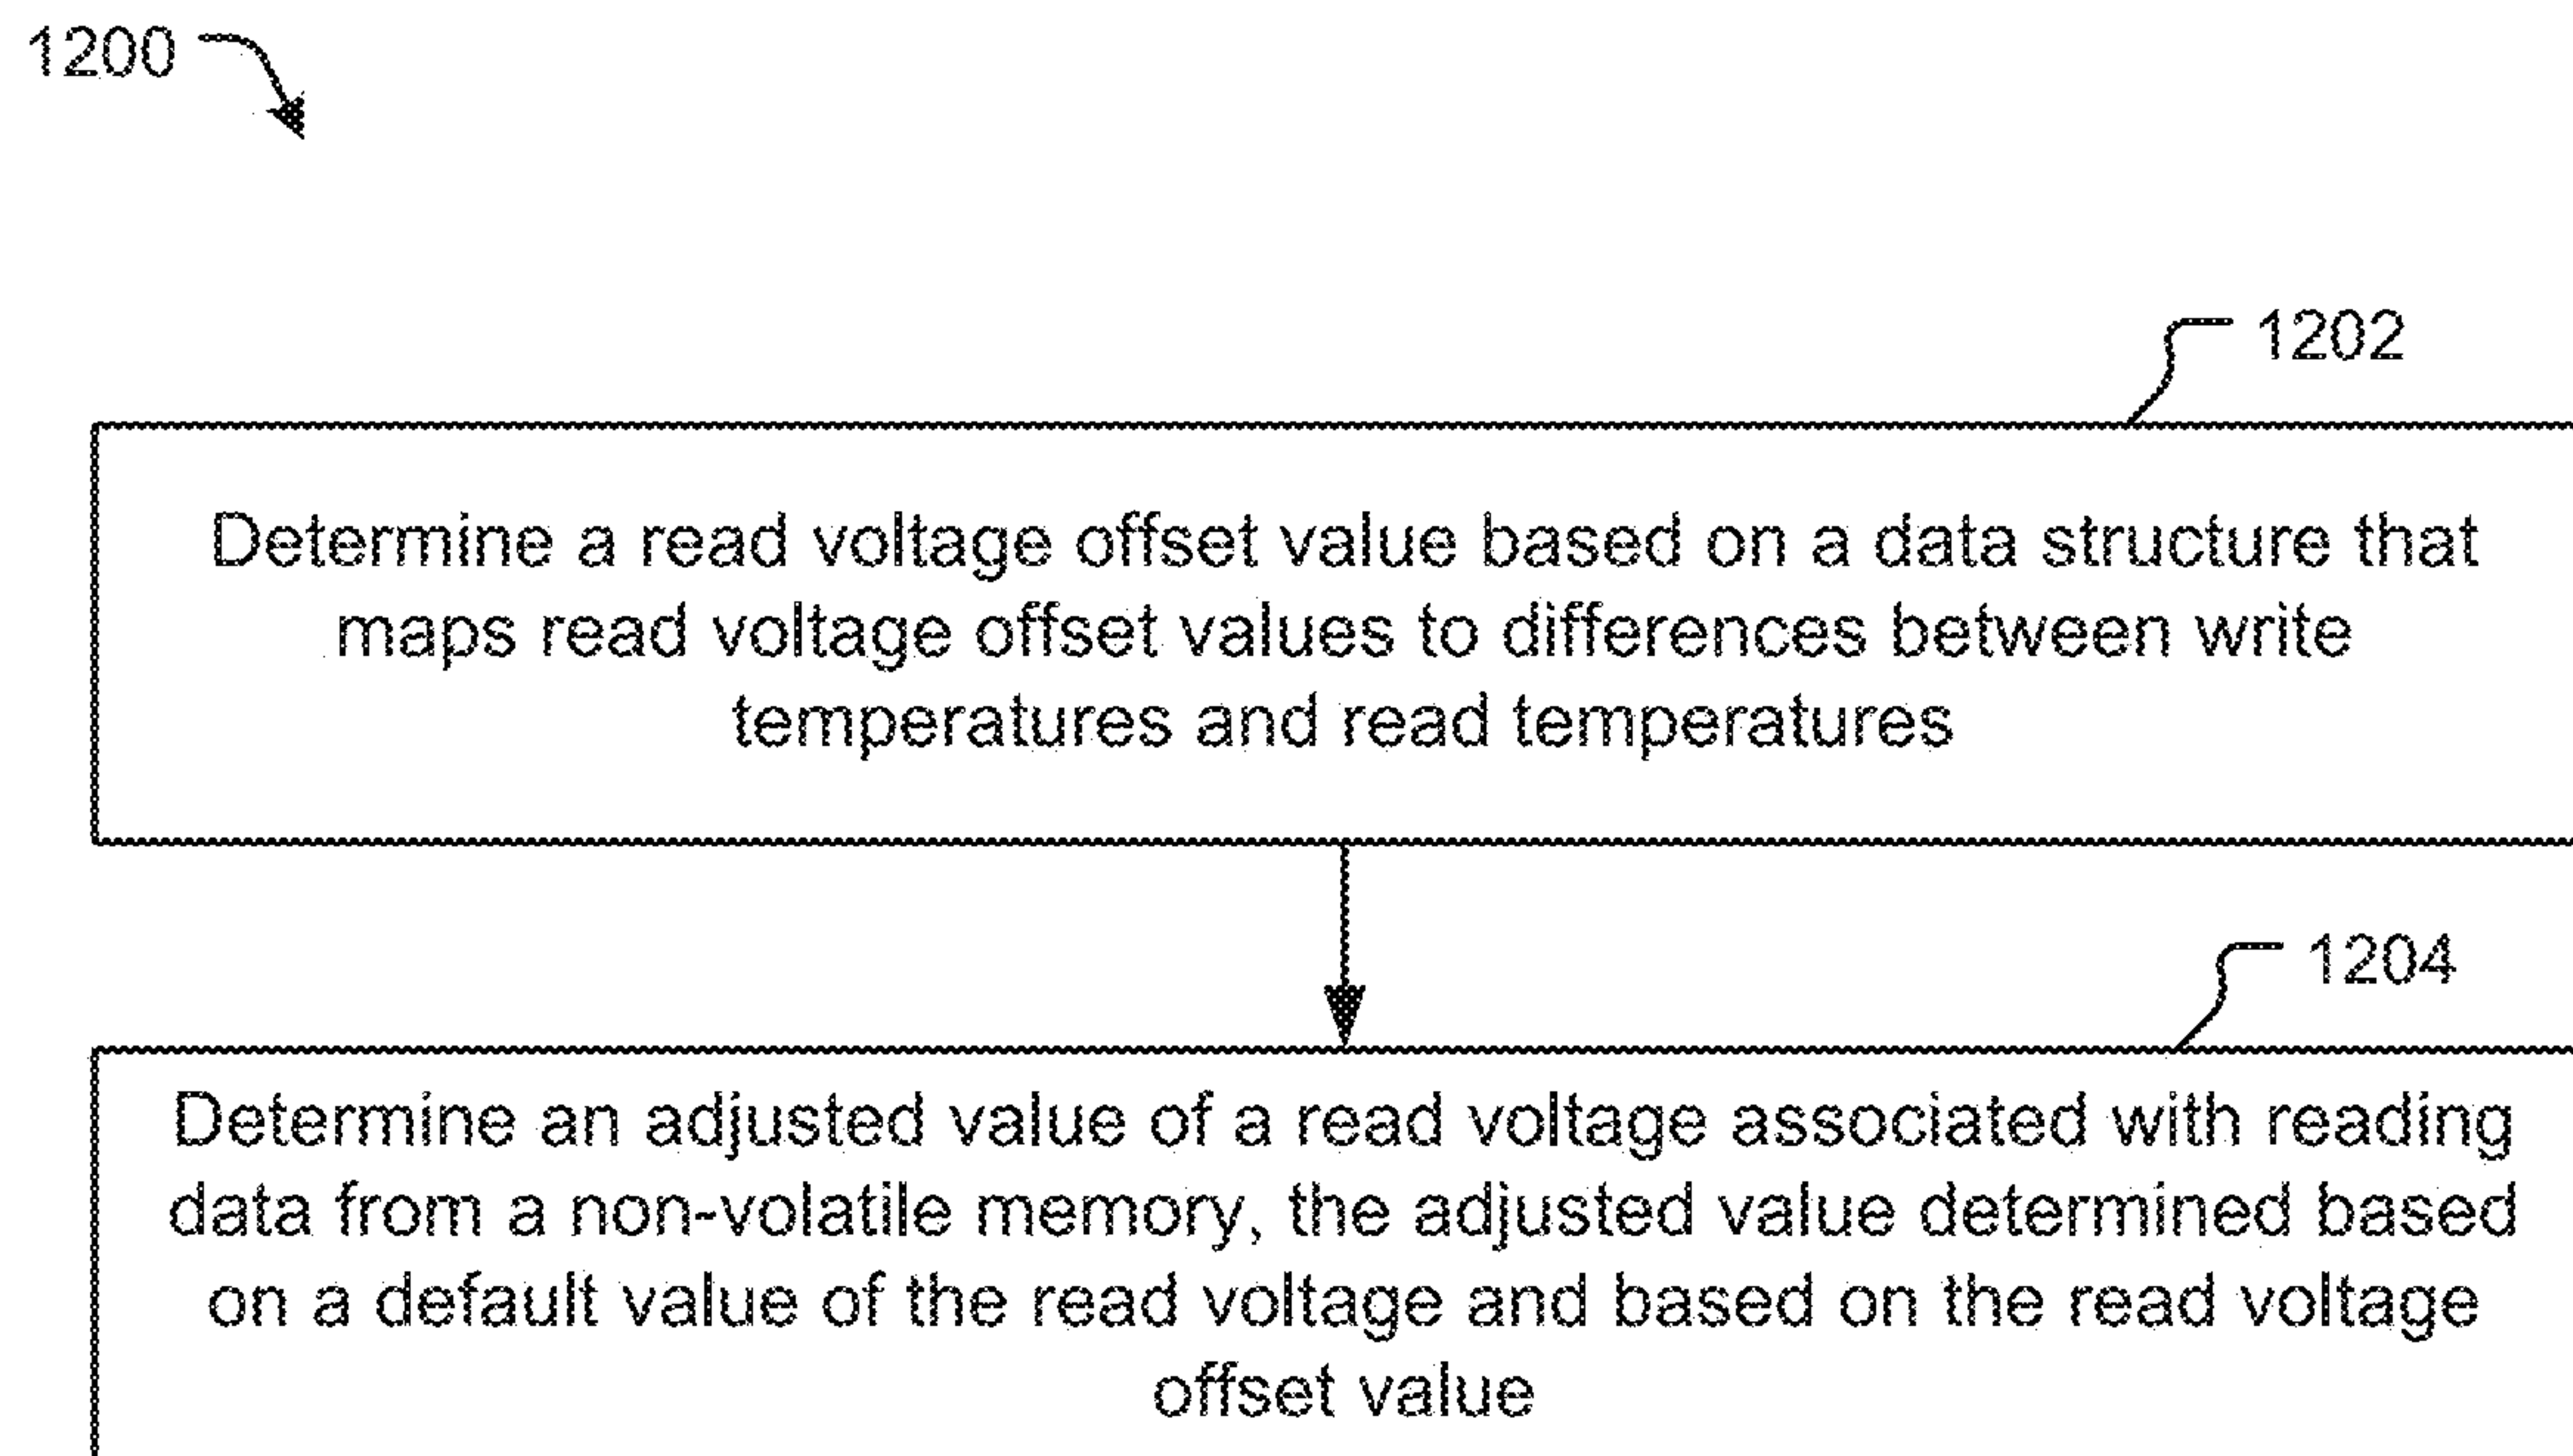 1200
1202
Determine a read voltage offset value based on a data structure that
maps read voltage offset values to differences between write
temperatures and read temperatures
1204
Determine an adjusted value of a read voltage associated with reading
data from a non-volatile memory, the adjusted value determined based
on a default value of the read voltage and based on the read voltage
offset value